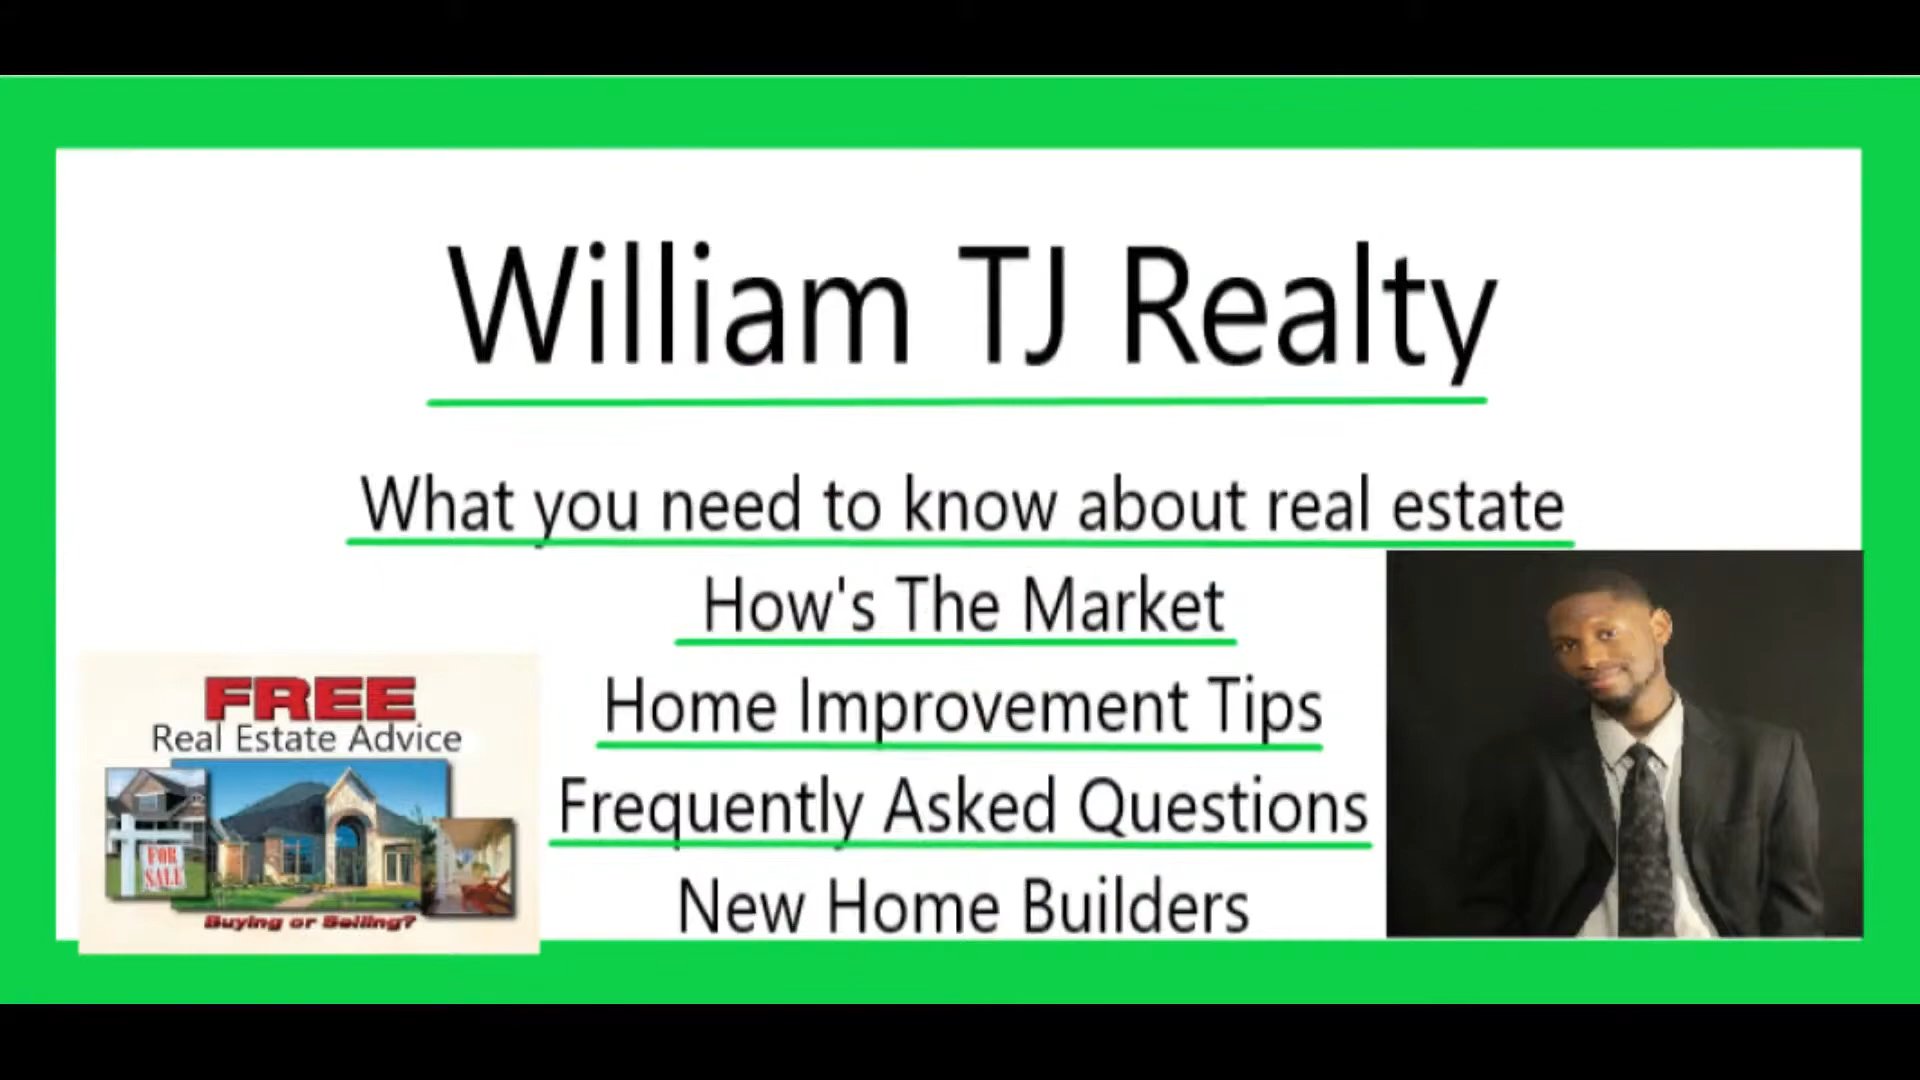 William TJ Realty
What you need to know about real estate
How's The Market
Home Improvement Tips
Frequently Asked Questions
New Home Builders
FREE
Real Estate Advice
FOR
SALE
Buying or Selling?